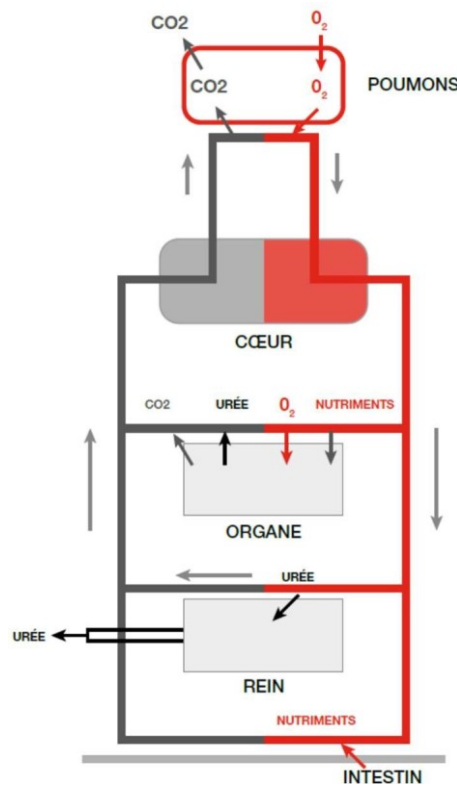 CO2
O₂
CO2
O₂
POUMONS
CŒUR
CO2 URÉE O₂ NUTRIMENTS
ORGANE
URÉE
URÉE
REIN
NUTRIMENTS
INTESTIN